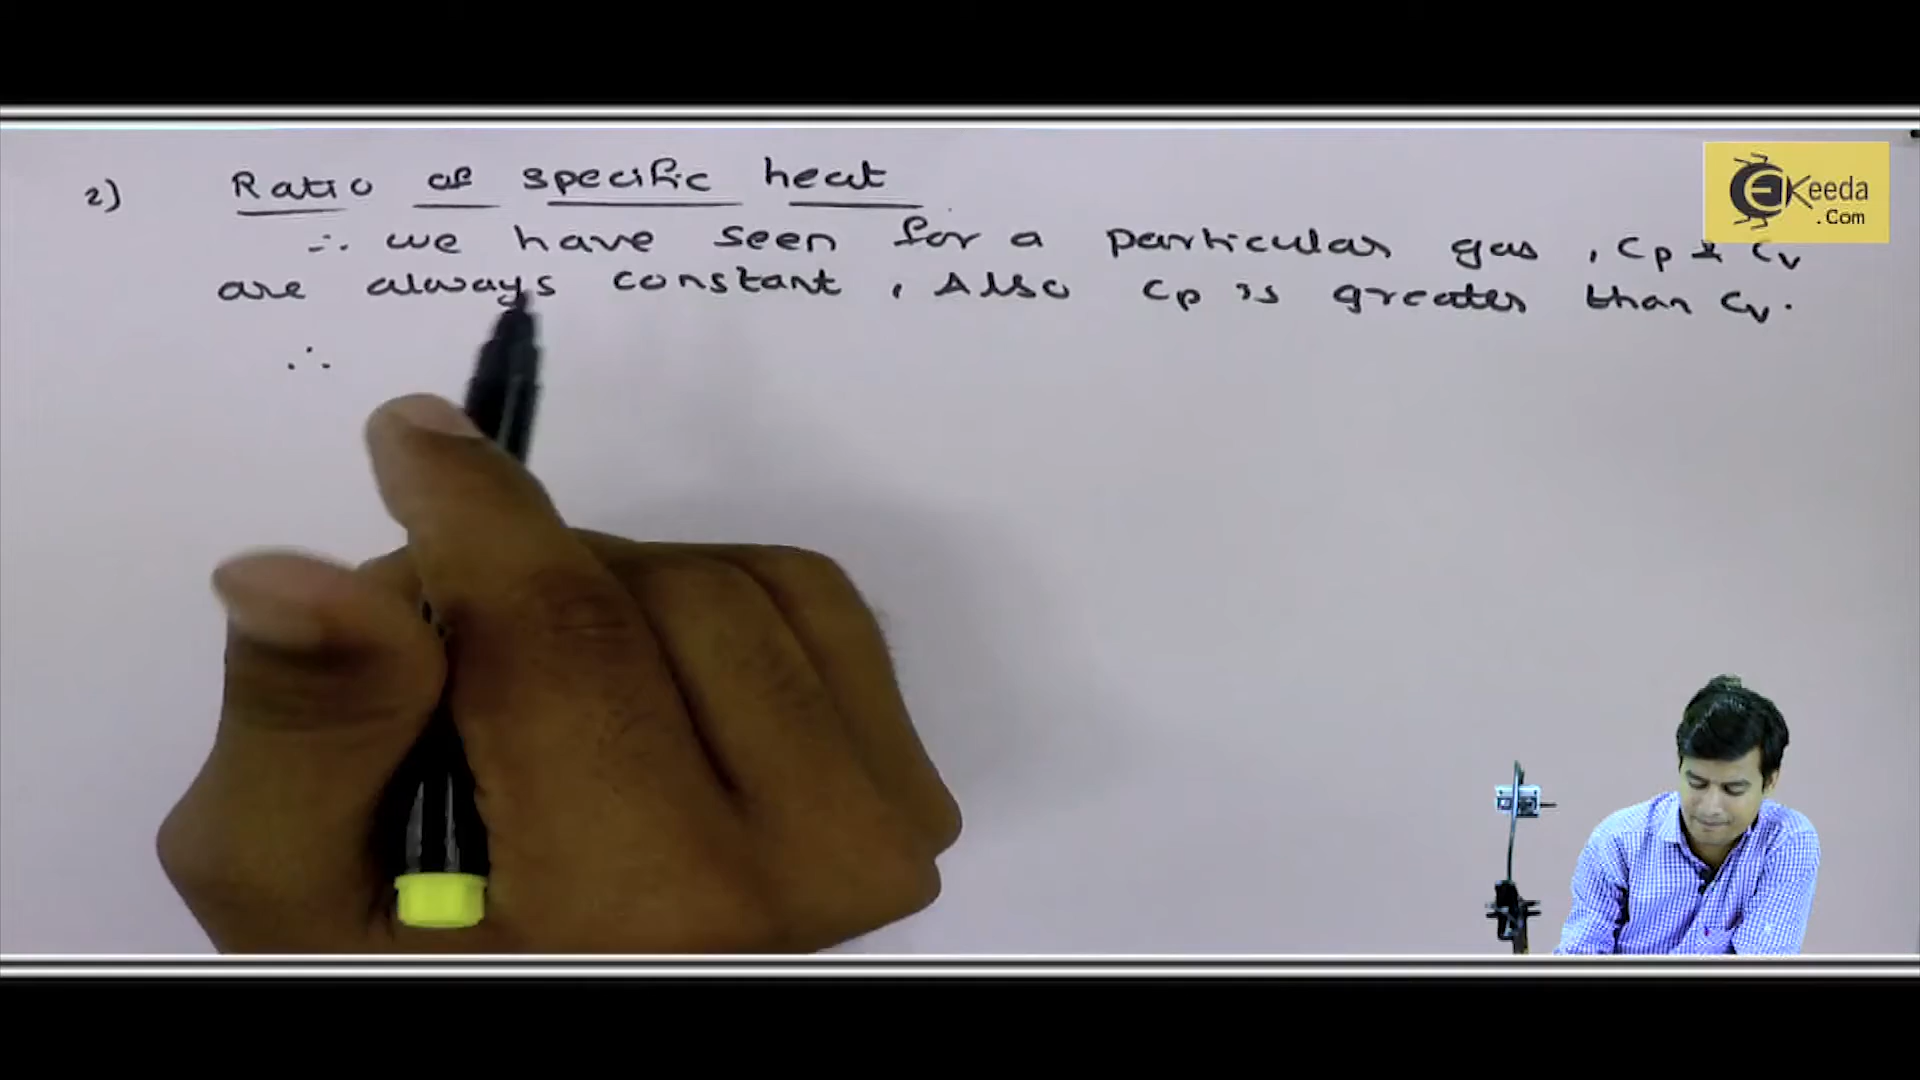 2) Ratio of specific heat
∴ we have seen for a particular gas , Cp & Cv
are always constant , Also Cp is greater than Cv.
∴
EKeeda
.Com